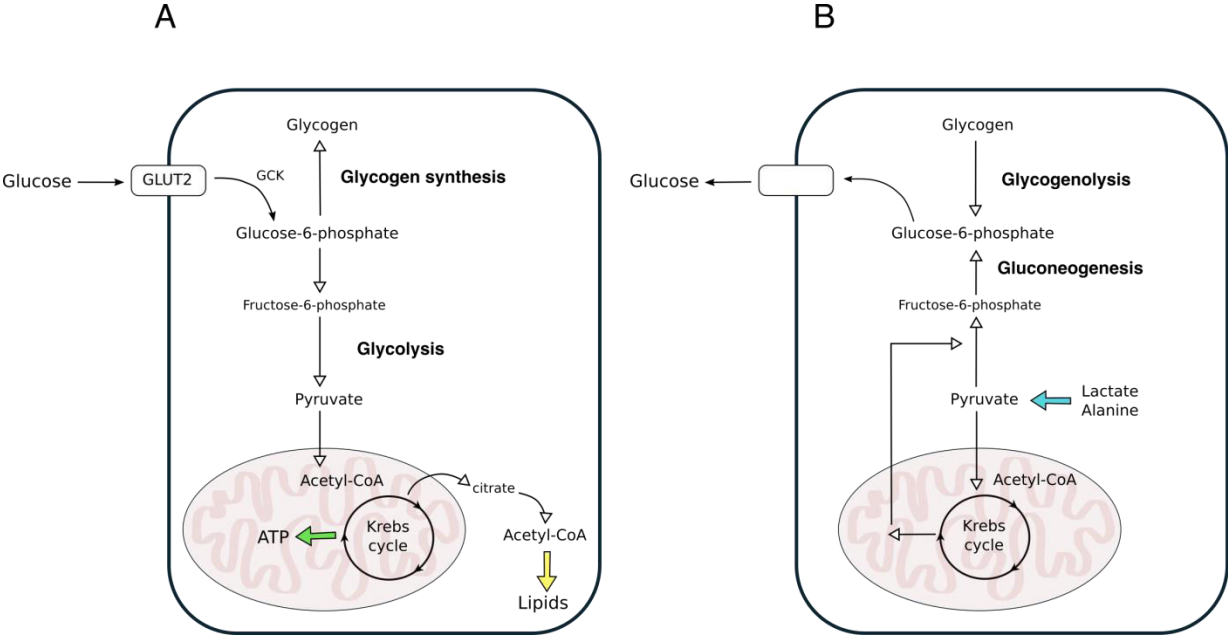 A
Glycogen
Glucose
GLUT2
GCK
Glycogen synthesis
Glucose-6-phosphate
Fructose-6-phosphate
Glycolysis
Pyruvate
Acetyl-CoA
citrate
ATP
Krebs
cycle
Acetyl-CoA
Lipids
B
Glycogen
Glucose
Glycogenolysis
Glucose-6-phosphate
Gluconeogenesis
Fructose-6-phosphate
Pyruvate
Lactate
Alanine
Acetyl-CoA
Krebs
cycle